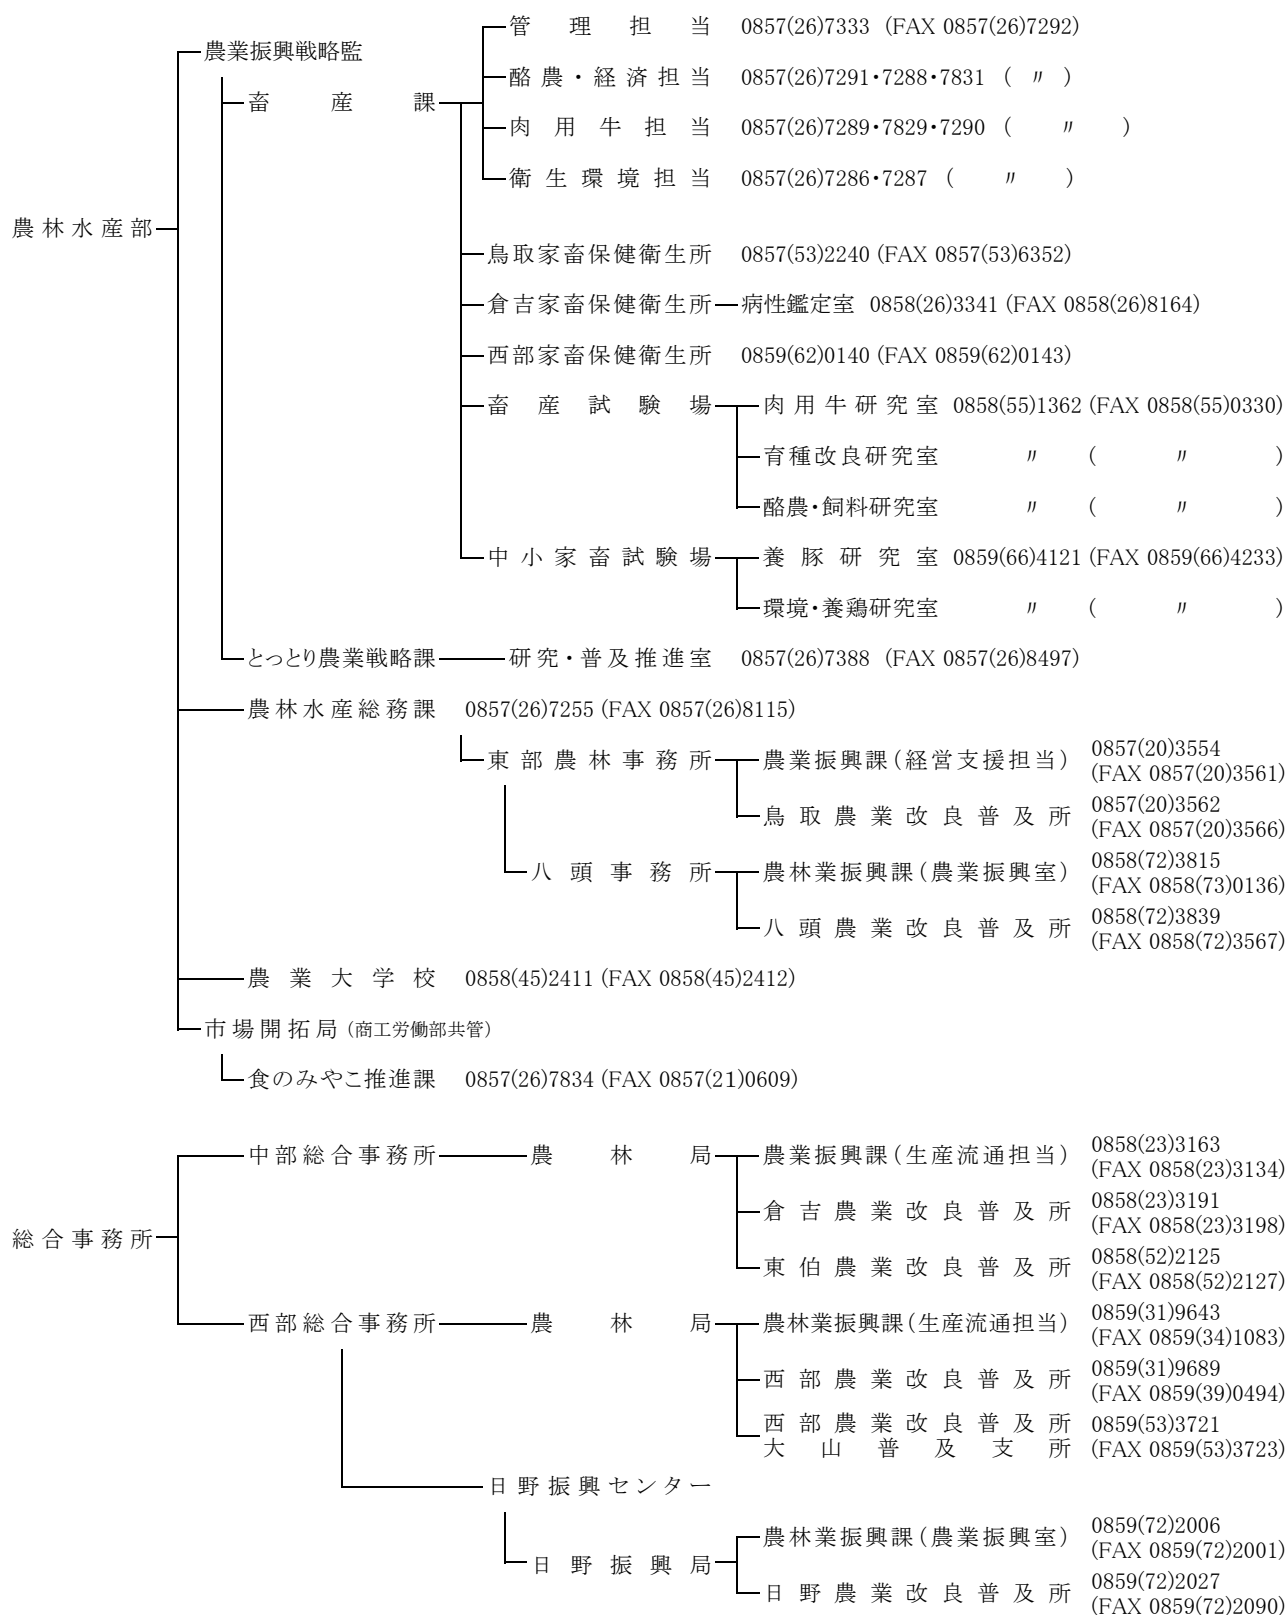 管理担当 0857(26)7333 (FAX 0857(26)7292)
農業振興戦略監
酪農・経済担当 0857(26)7291・7288・7831 ( 〃 )
畜産課
肉用牛担当 0857(26)7289・7829・7290 ( 〃 )
衛生環境担当 0857(26)7286・7287 ( 〃 )
農林水産部
鳥取家畜保健衛生所 0857(53)2240 (FAX 0857(53)6352)
倉吉家畜保健衛生所 病性鑑定室 0858(26)3341 (FAX 0858(26)8164)
西部家畜保健衛生所 0859(62)0140 (FAX 0859(62)0143)
畜産試験場 肉用牛研究室 0858(55)1362 (FAX 0858(55)0330)
育種改良研究室 〃 ( 〃 )
酪農・飼料研究室 〃 ( 〃 )
中小家畜試験場 養豚研究室 0859(66)4121 (FAX 0859(66)4233)
環境・養鶏研究室 〃 ( 〃 )
とっとり農業戦略課 研究・普及推進室 0857(26)7388 (FAX 0857(26)8497)
農林水産総務課 0857(26)7255 (FAX 0857(26)8115)
東部農林事務所 農業振興課(経営支援担当) 0857(20)3554
(FAX 0857(20)3561)
鳥取農業改良普及所 0857(20)3562
(FAX 0857(20)3566)
八頭事務所 農林業振興課(農業振興室) 0858(72)3815
(FAX 0858(73)0136)
八頭農業改良普及所 0858(72)3839
(FAX 0858(72)3567)
農業大学校 0858(45)2411 (FAX 0858(45)2412)
市場開拓局(商工労働部共管)
食のみやこ推進課 0857(26)7834 (FAX 0857(21)0609)
中部総合事務所 農林局 農業振興課(生産流通担当) 0858(23)3163
(FAX 0858(23)3134)
倉吉農業改良普及所 0858(23)3191
(FAX 0858(23)3198)
総合事務所
東伯農業改良普及所 0858(52)2125
(FAX 0858(52)2127)
西部総合事務所 農林局 農林業振興課(生産流通担当) 0859(31)9643
(FAX 0859(34)1083)
西部農業改良普及所 0859(31)9689
(FAX 0859(39)0494)
西部農業改良普及所 0859(53)3721
大山普及支所 (FAX 0859(53)3723)
日野振興センター
農林業振興課(農業振興室) 0859(72)2006
(FAX 0859(72)2001)
日野振興局
日野農業改良普及所 0859(72)2027
(FAX 0859(72)2090)